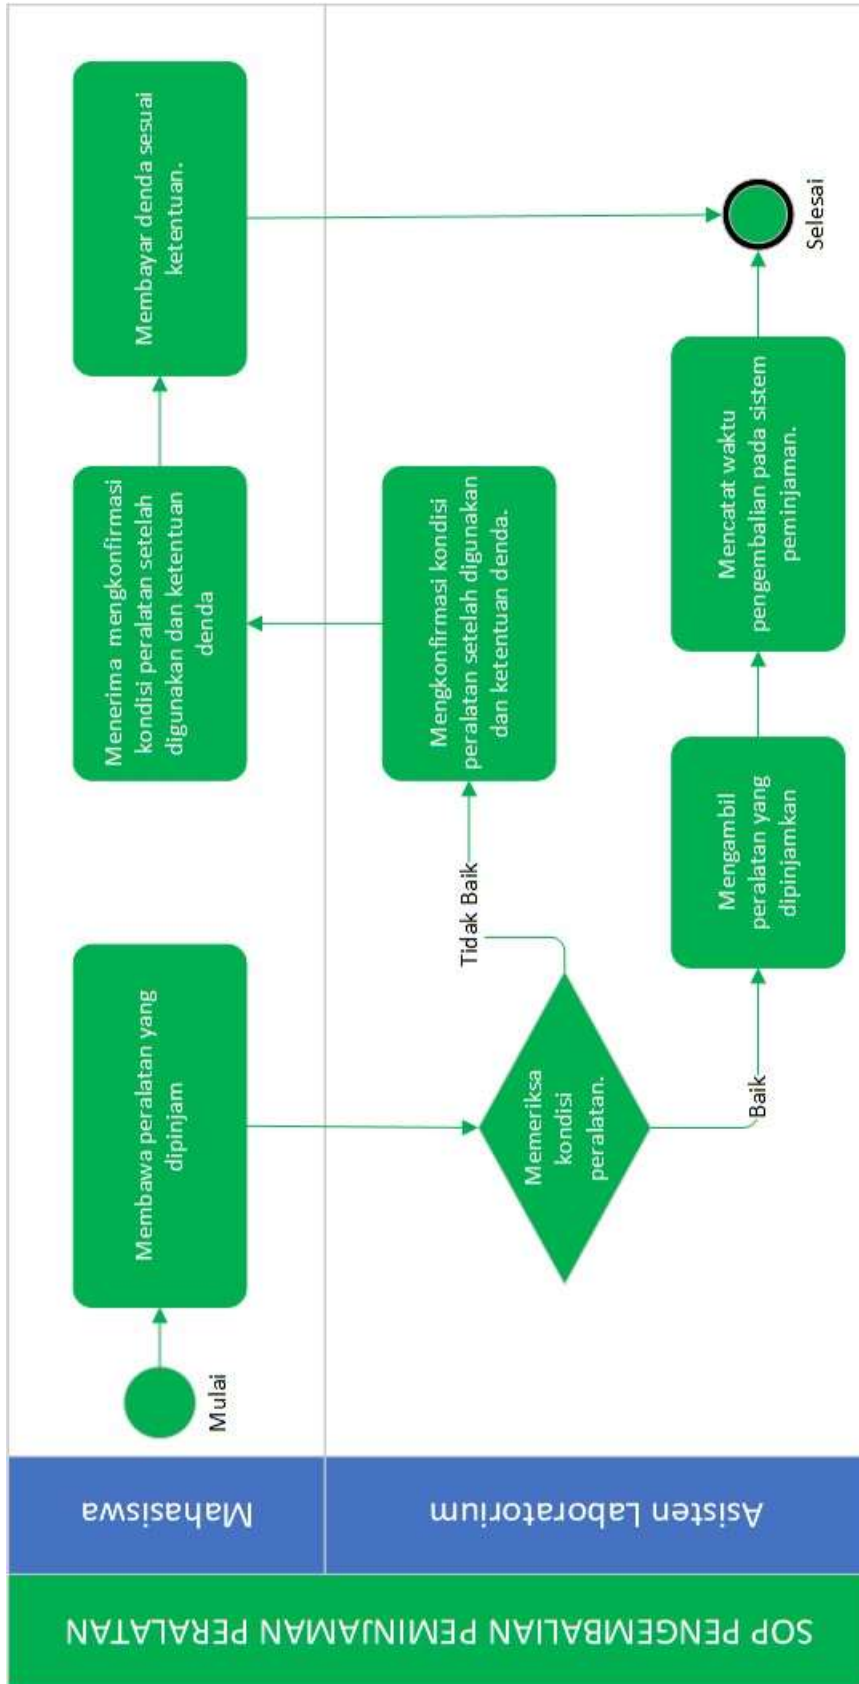 SOP PENGEMBALIAN PEMINJAMAN PERALATAN
Mahasiswa
Asisten Laboratorium
Mulai
Membawa peralatan yang
dipinjam
Memeriksa
kondisi
peralatan.
Tidak Baik
Baik
Mengkonfirmasi kondisi
peralatan setelah digunakan
dan ketentuan denda.
Menerima mengkonfirmasi
kondisi peralatan setelah
digunakan dan ketentuan
denda
Membayar denda sesuai
ketentuan.
Mengambil
peralatan yang
dipinjamkan
Mencatat waktu
pengembalian pada sistem
peminjaman.
Selesai